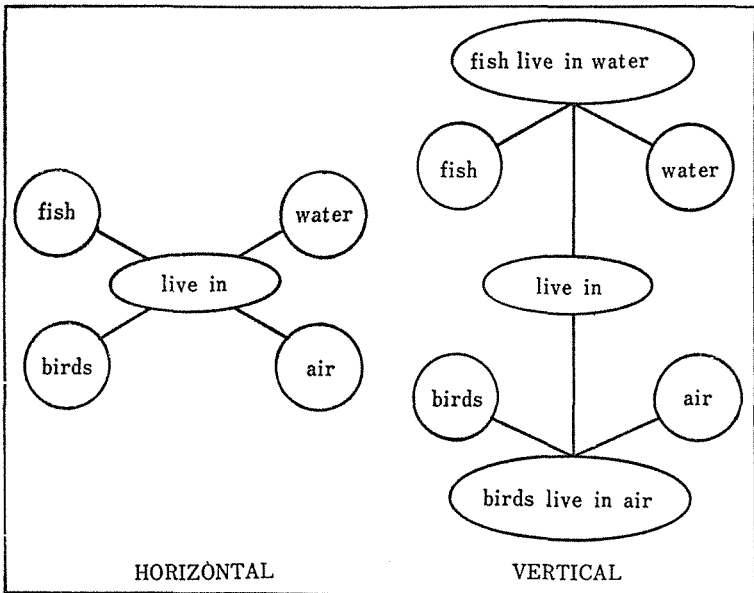 fish
water
live in
birds
air
HORIZÒNTAL
fish live in water
fish
water
live in
birds
air
birds live in air
VERTICAL